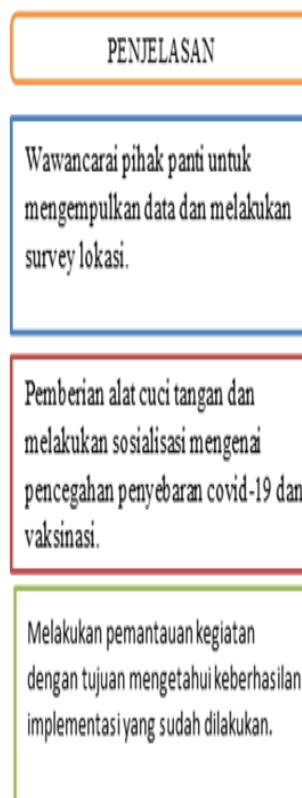 PENJELASAN
Wawancarai pihak panti untuk
mengempulkan data dan melakukan
survey lokasi.
Pemberian alat cuci tangan dan
melakukan sosialisasi mengenai
pencegahan penyebaran covid-19 dan
vaksinasi.
Melakukan pemantauan kegiatan
dengan tujuan mengetahui keberhasilan
implementasi yang sudah dilakukan.